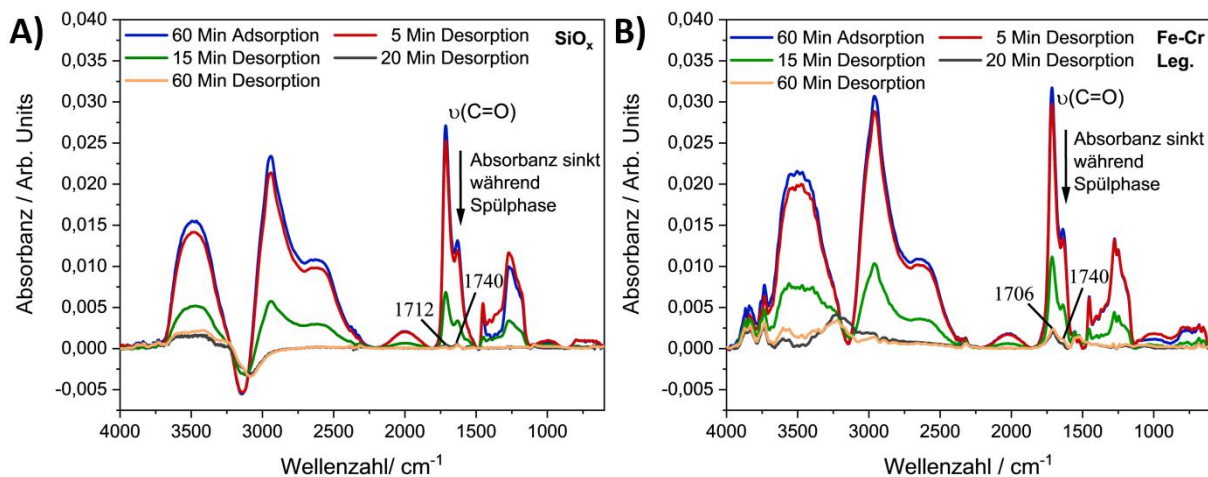 A)
Absorbanz / Arb. Units
0,040
0,035
0,030
0,025
0,020
0,015
0,010
0,005
0,000
-0,005
60 Min Adsorption
5 Min Desorption
SiOₓ
15 Min Desorption
20 Min Desorption
60 Min Desorption
υ(C=O)
Absorbanz sinkt
während
Spülphase
1712
1740
4000 3500 3000 2500 2000 1500 1000
Wellenzahl/ cm⁻¹
B)
Absorbanz / Arb. Units
0,040
0,035
0,030
0,025
0,020
0,015
0,010
0,005
0,000
-0,005
60 Min Adsorption
5 Min Desorption
Fe-Cr
15 Min Desorption
20 Min Desorption
Leg.
60 Min Desorption
υ(C=O)
Absorbanz sinkt
während
Spülphase
1706
1740
4000 3500 3000 2500 2000 1500 1000
Wellenzahl / cm⁻¹